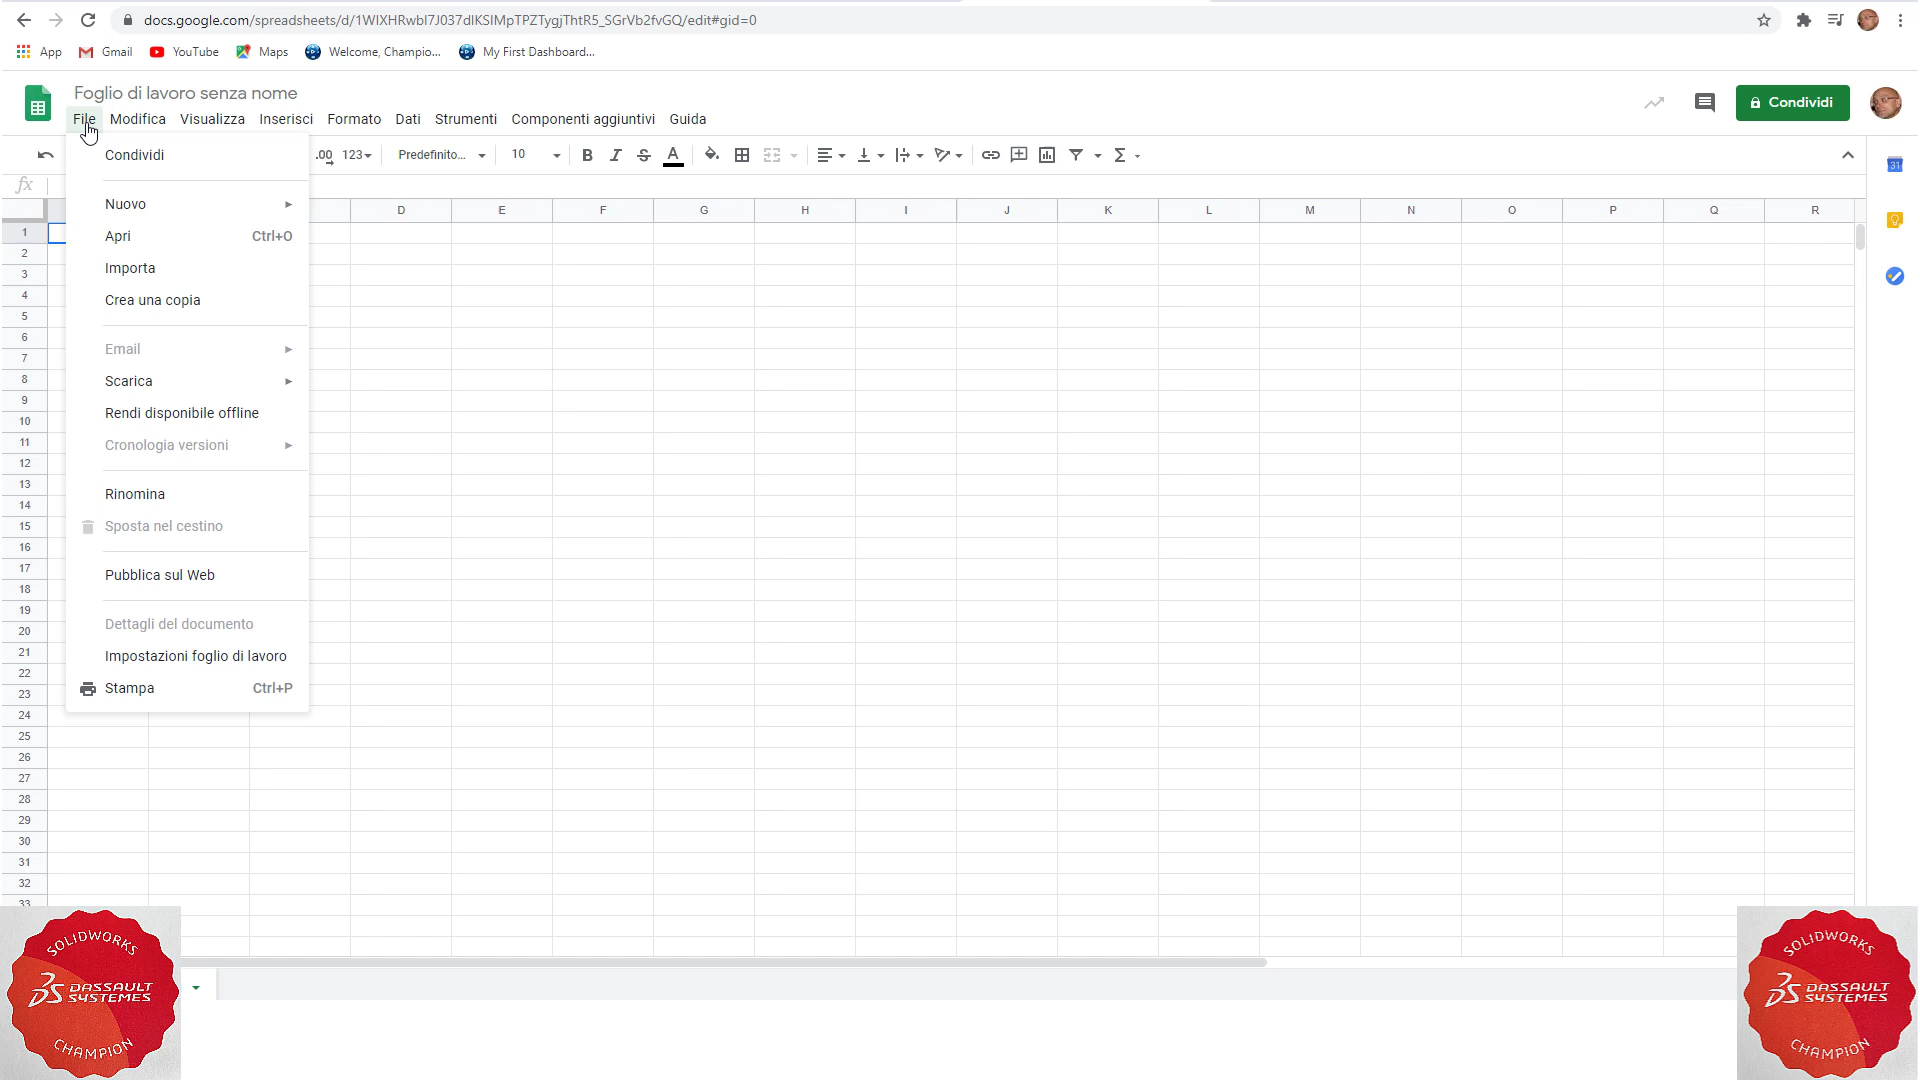 docs.google.com/spreadsheets/d/1WIXHRwbI7J037dIKSIMpTPZTygjThtR5_SGrVb2fvGQ/edit#gid=0
App Gmail YouTube Maps Welcome, Champio... My First Dashboard...
Foglio di lavoro senza nome
File Modifica Visualizza Inserisci Formato Dati Strumenti Componenti aggiuntivi Guida
Condividi
.00 123 Predefinito... 10 B I S A Σ
fx
D E F G H I J K L M N O P Q R
Condividi
Nuovo
Apri Ctrl+O
Importa
Crea una copia
Email
Scarica
Rendi disponibile offline
Cronologia versioni
Rinomina
Sposta nel cestino
Pubblica sul Web
Dettagli del documento
Impostazioni foglio di lavoro
Stampa Ctrl+P
1
2
3
4
5
6
7
8
9
10
11
12
13
14
15
16
17
18
19
20
21
22
23
24
25
26
27
28
29
30
31
32
33
31
SOLIDWORKS
DASSAULT
SYSTEMES
CHAMPION
SOLIDWORKS
DASSAULT
SYSTEMES
CHAMPION